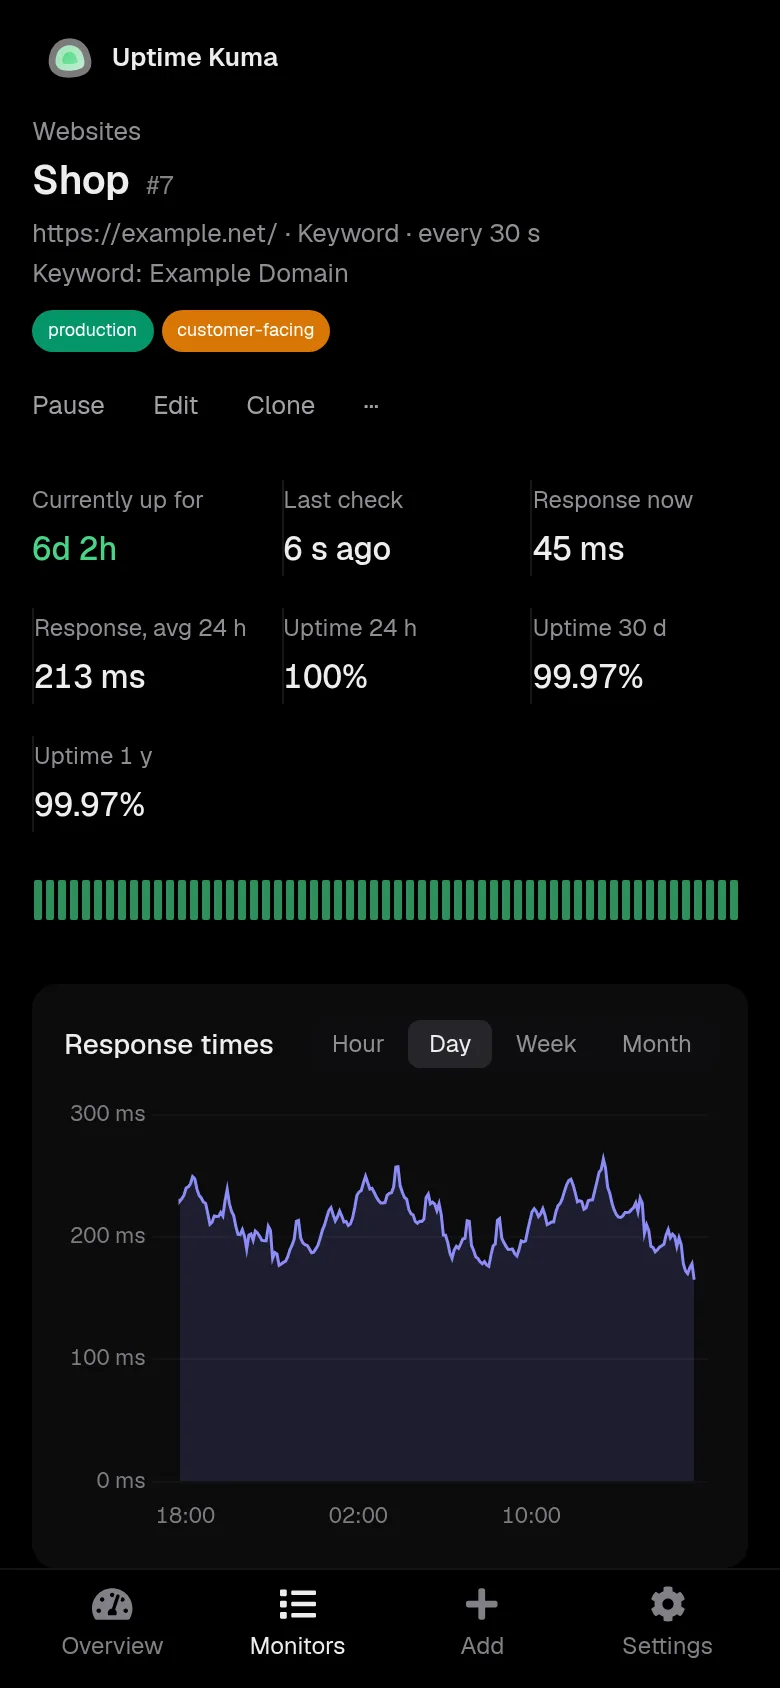 Uptime Kuma
Websites
Shop #7
https://example.net/ · Keyword · every 30 s
Keyword: Example Domain
production customer-facing
Pause Edit Clone ···
Currently up for Last check Response now
6d 2h 6 s ago 45 ms
Response, avg 24 h Uptime 24 h Uptime 30 d
213 ms 100% 99.97%
Uptime 1 y
99.97%
Response times Hour Day Week Month
300 ms
200 ms
100 ms
0 ms
18:00 02:00 10:00
Overview Monitors Add Settings